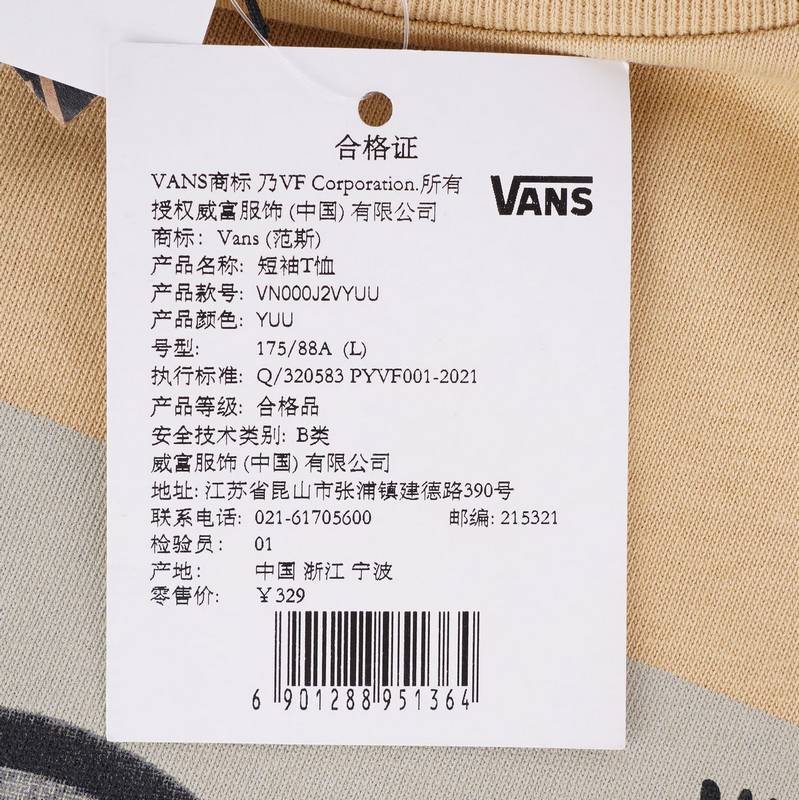 合格证
VANS商标 乃VF Corporation.所有
VANS
授权威富服饰 (中国) 有限公司
商标: Vans (范斯)
产品名称: 短袖T恤
产品款号: VN000J2VYUU
产品颜色: YUU
号型: 175/88A (L)
执行标准: Q/320583 PYVF001-2021
产品等级: 合格品
安全技术类别: B类
威富服饰 (中国) 有限公司
地址: 江苏省昆山市张浦镇建德路390号
联系电话: 021-61705600 邮编: 215321
检验员: 01
产地: 中国 浙江 宁波
零售价: ¥329
6 901288 951364